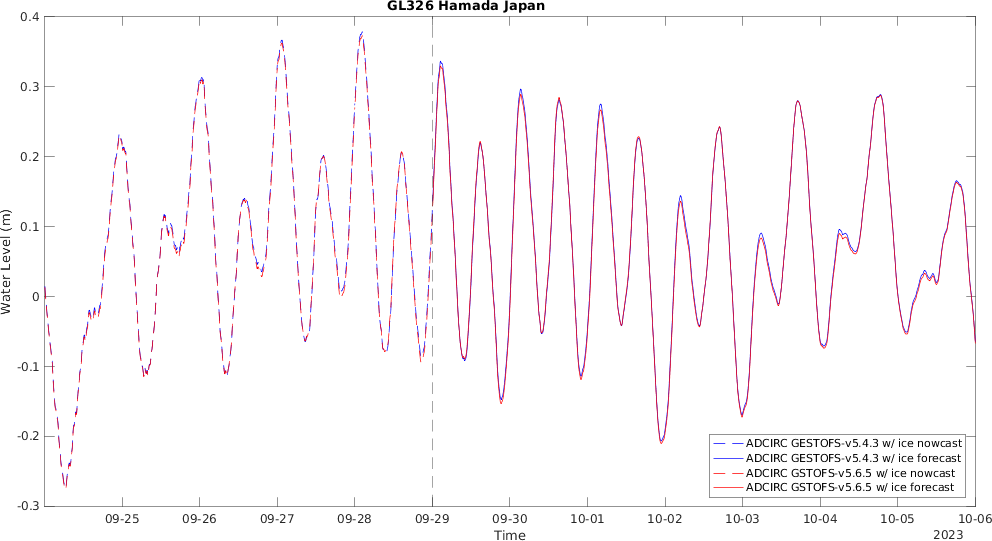 GL326 Hamada Japan
0.4
0.3
0.2
0.1
0
-0.1
-0.2
-0.3
Water Level (m)
09-25 09-26 09-27 09-28 09-29 09-30 10-01 10-02 10-03 10-04 10-05 10-06
Time
2023
ADCIRC GESTOFS-v5.4.3 w/ ice nowcast
ADCIRC GESTOFS-v5.4.3 w/ ice forecast
ADCIRC GSTOFS-v5.6.5 w/ ice nowcast
ADCIRC GSTOFS-v5.6.5 w/ ice forecast